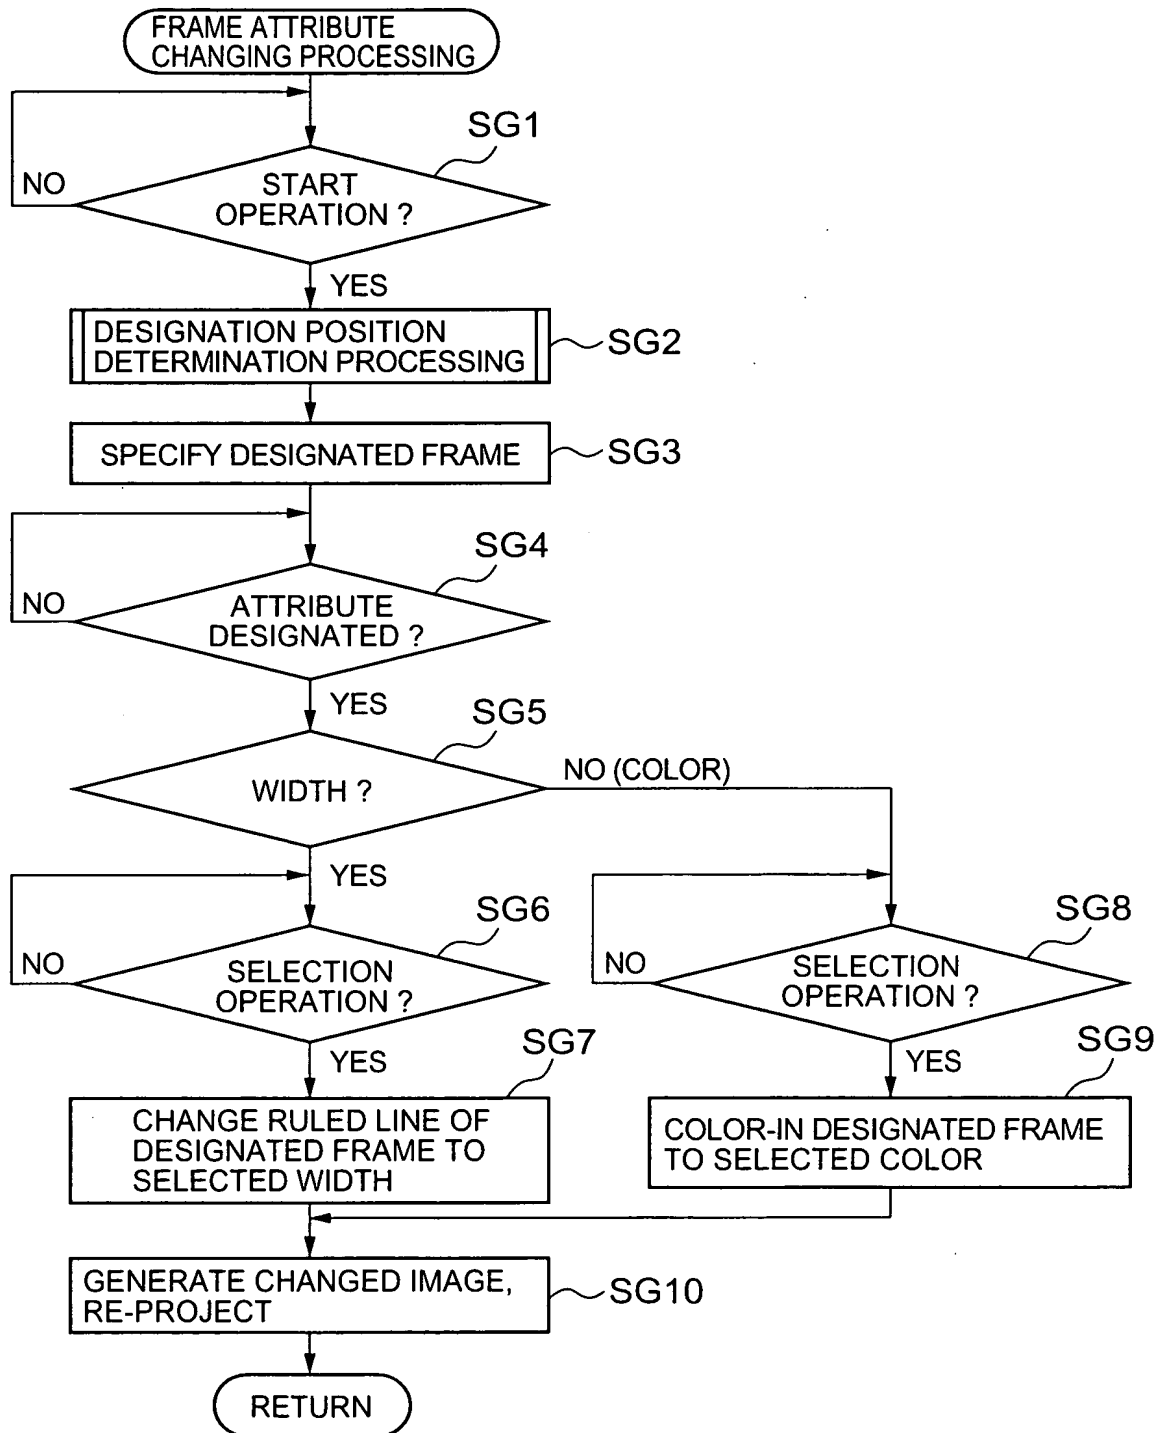 FRAME ATTRIBUTE
CHANGING PROCESSING
SG1
NO
START
OPERATION ?
YES
DESIGNATION POSITION
DETERMINATION PROCESSING
SG2
SPECIFY DESIGNATED FRAME
SG3
SG4
NO
ATTRIBUTE
DESIGNATED ?
YES
SG5
NO (COLOR)
WIDTH ?
YES
SG6
NO
SELECTION
OPERATION ?
YES
SG8
NO
SELECTION
OPERATION ?
YES
SG7
CHANGE RULED LINE OF
DESIGNATED FRAME TO
SELECTED WIDTH
SG9
COLOR-IN DESIGNATED FRAME
TO SELECTED COLOR
GENERATE CHANGED IMAGE,
RE-PROJECT
SG10
RETURN